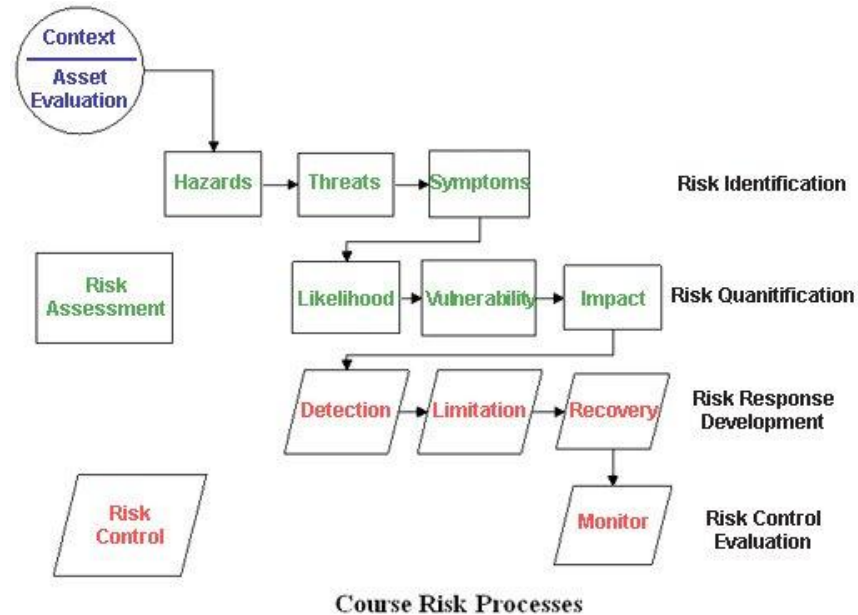 Context
Asset
Evaluation
Hazards
Threats
Symptoms
Risk Identification
Risk
Assessment
Likelihood
Vulnerability
Impact
Risk Quanitification
Detection
Limitation
Recovery
Risk Response
Development
Risk
Control
Monitor
Risk Control
Evaluation
Course Risk Processes